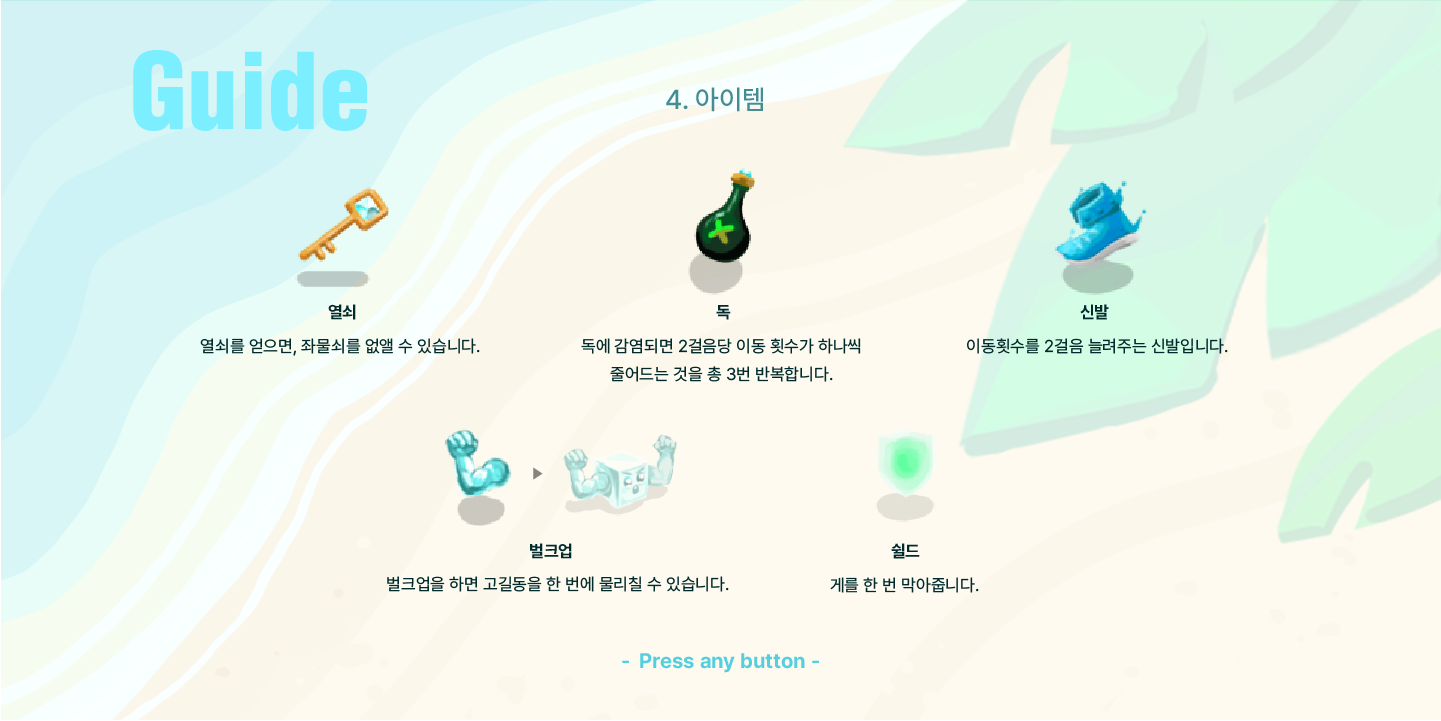 Guide
4. 아이템
열쇠
열쇠를 얻으면, 좌물쇠를 없앨 수 있습니다.
독
독에 감염되면 2걸음당 이동 횟수가 하나씩
줄어드는 것을 총 3번 반복합니다.
신발
이동횟수를 2걸음 늘려주는 신발입니다.
벌크업
벌크업을 하면 고길동을 한 번에 물리칠 수 있습니다.
쉴드
게를 한 번 막아줍니다.
- Press any button -